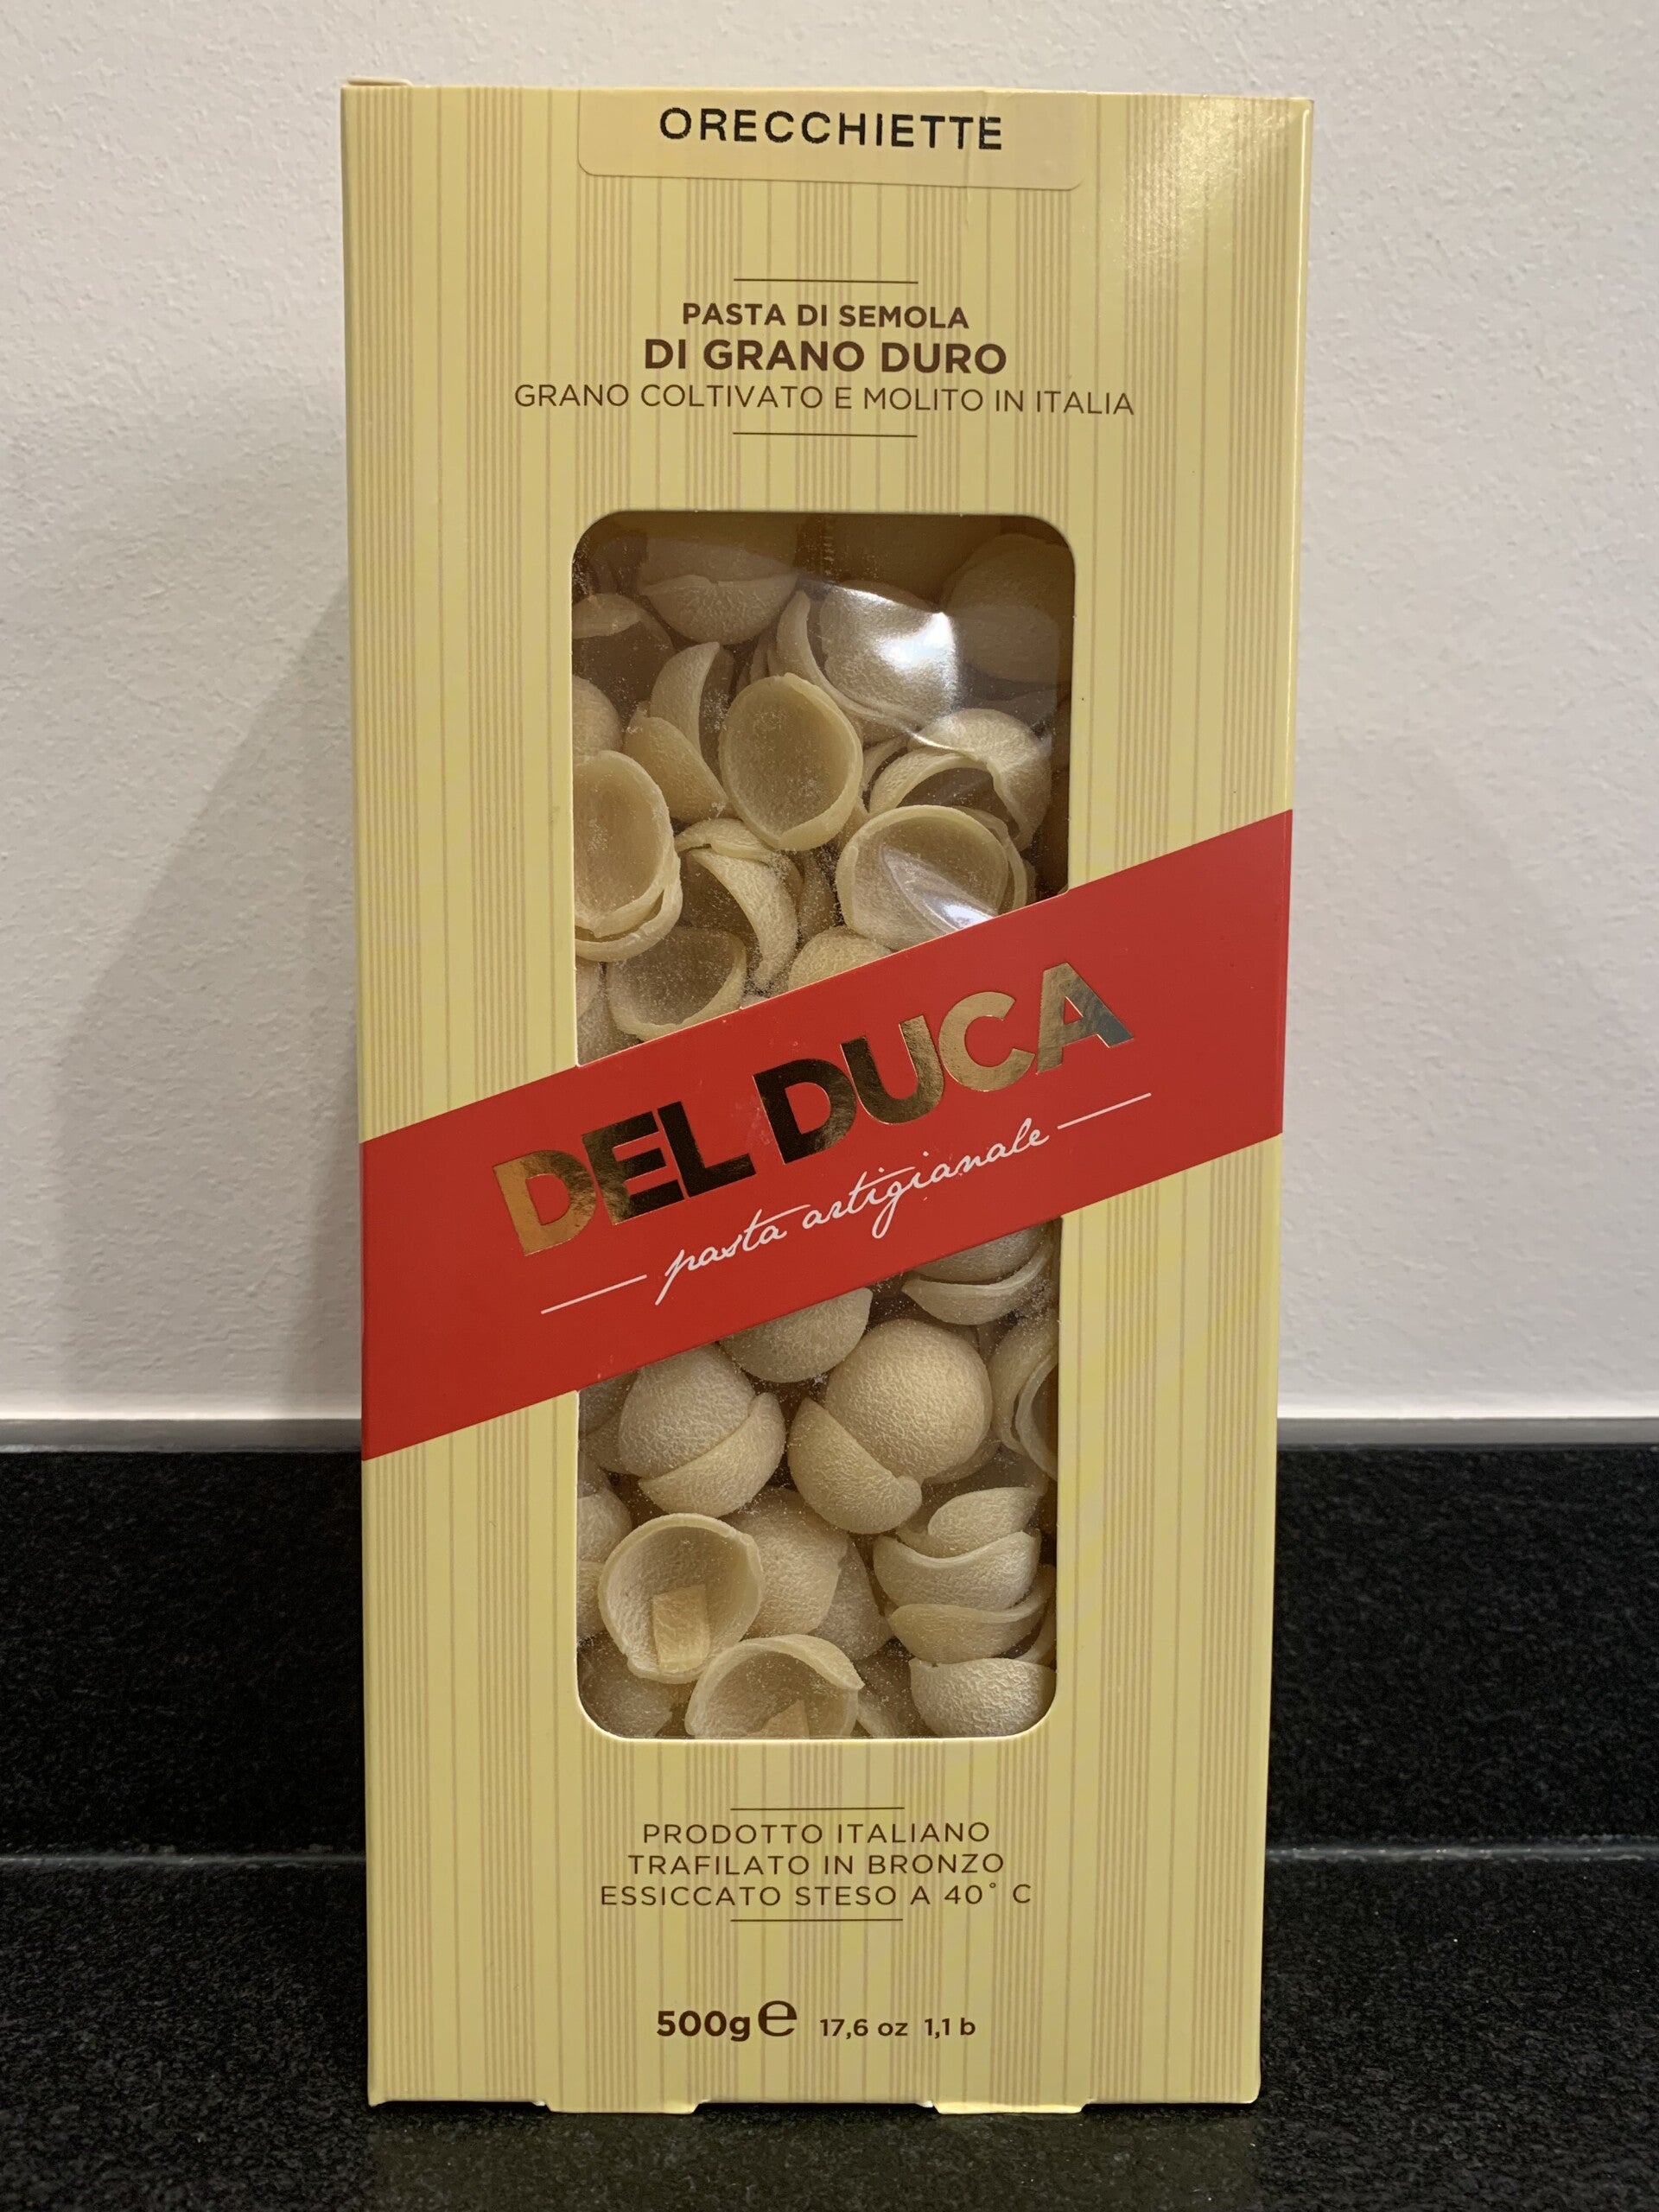 ORECCHIETTE
PASTA DI SEMOLA
DI GRANO DURO
GRANO COLTIVATO E MOLITO IN ITALIA
DEL DUCA
pasta artigianale
PRODOTTO ITALIANO
TRAFILATO IN BRONZO
ESSICCATO STESO A 40° C
500g e 17,6 oz 1,1 b